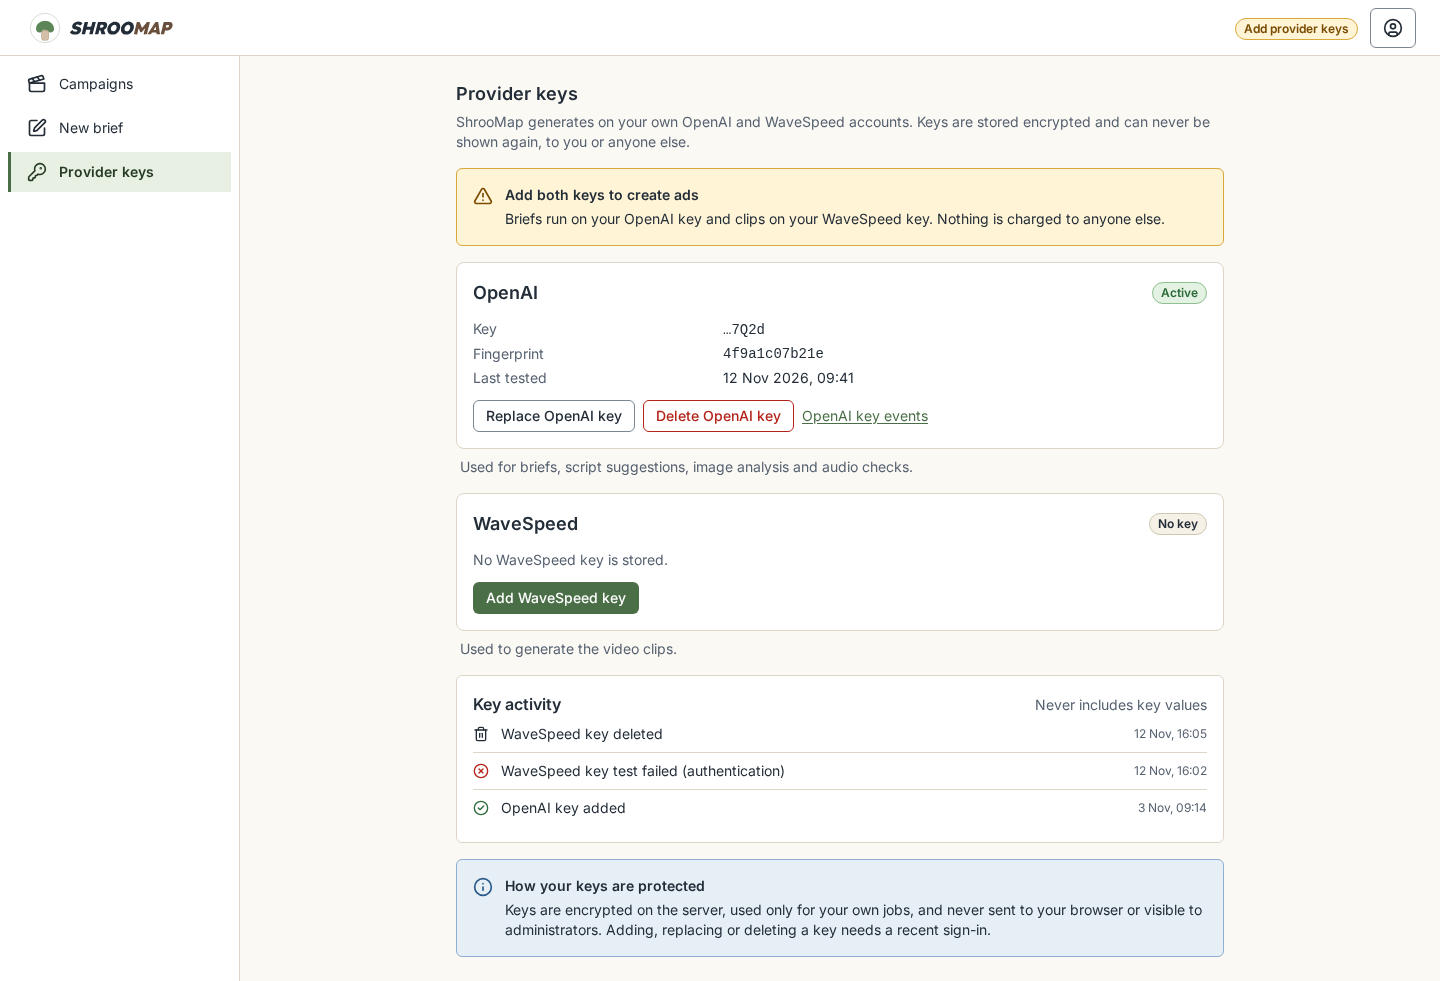 SHROOMAP
Add provider keys
Campaigns
New brief
Provider keys
Provider keys
ShrooMap generates on your own OpenAI and WaveSpeed accounts. Keys are stored encrypted and can never be
shown again, to you or anyone else.
Add both keys to create ads
Briefs run on your OpenAI key and clips on your WaveSpeed key. Nothing is charged to anyone else.
OpenAI
Active
Key …7Q2d
Fingerprint 4f9a1c07b21e
Last tested 12 Nov 2026, 09:41
Replace OpenAI key Delete OpenAI key OpenAI key events
Used for briefs, script suggestions, image analysis and audio checks.
WaveSpeed
No key
No WaveSpeed key is stored.
Add WaveSpeed key
Used to generate the video clips.
Key activity
Never includes key values
WaveSpeed key deleted 12 Nov, 16:05
WaveSpeed key test failed (authentication) 12 Nov, 16:02
OpenAI key added 3 Nov, 09:14
How your keys are protected
Keys are encrypted on the server, used only for your own jobs, and never sent to your browser or visible to
administrators. Adding, replacing or deleting a key needs a recent sign-in.